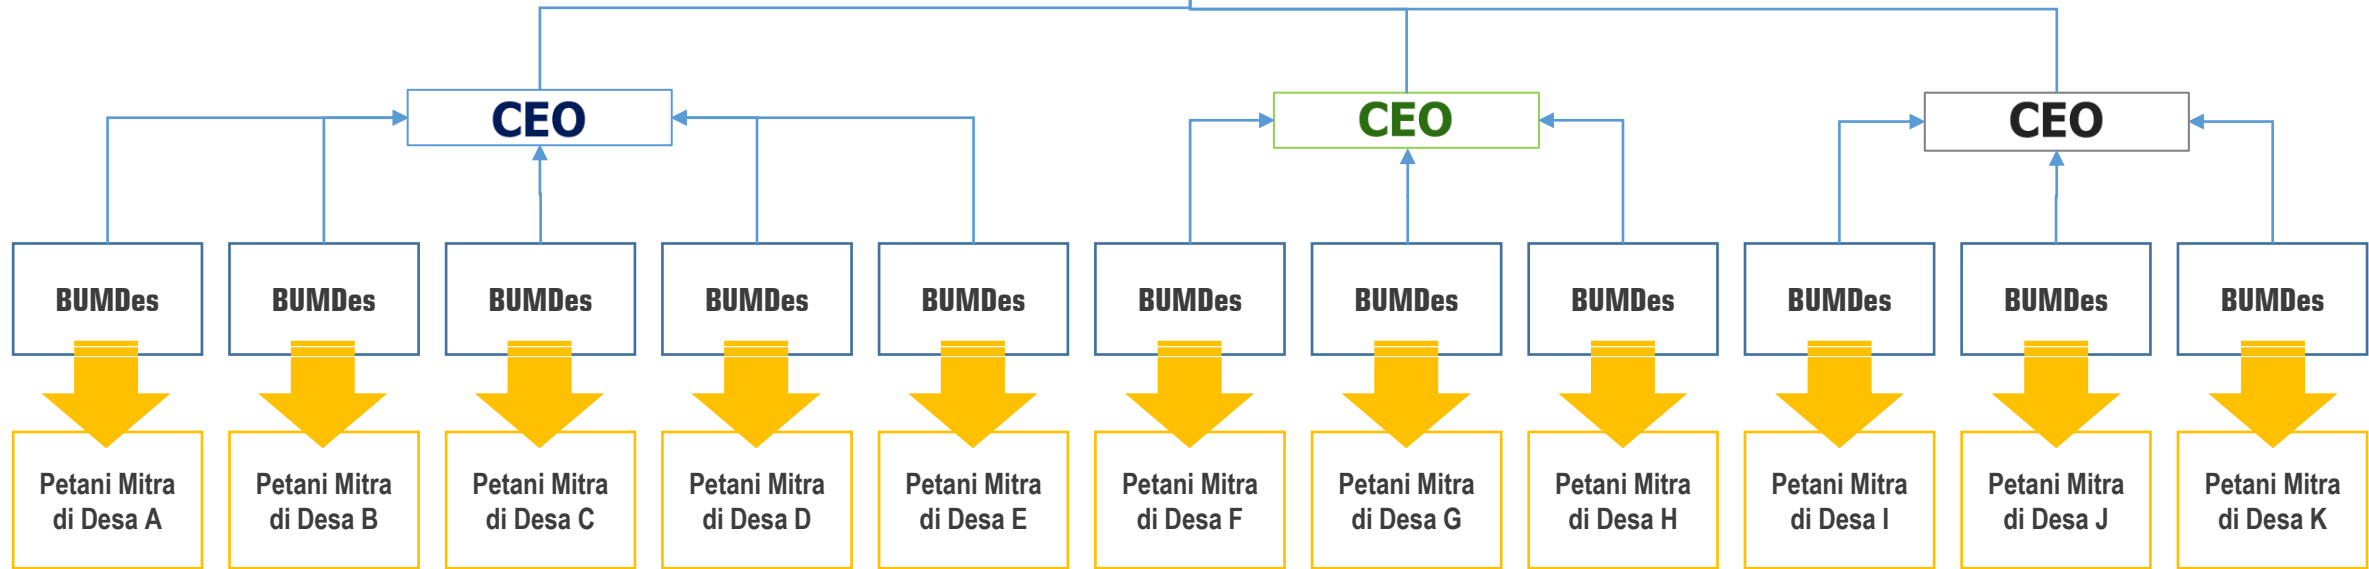 CEO
CEO
CEO
BUMDes
BUMDes
BUMDes
BUMDes
BUMDes
BUMDes
BUMDes
BUMDes
BUMDes
BUMDes
BUMDes
Petani Mitra
di Desa A
Petani Mitra
di Desa B
Petani Mitra
di Desa C
Petani Mitra
di Desa D
Petani Mitra
di Desa E
Petani Mitra
di Desa F
Petani Mitra
di Desa G
Petani Mitra
di Desa H
Petani Mitra
di Desa I
Petani Mitra
di Desa J
Petani Mitra
di Desa K